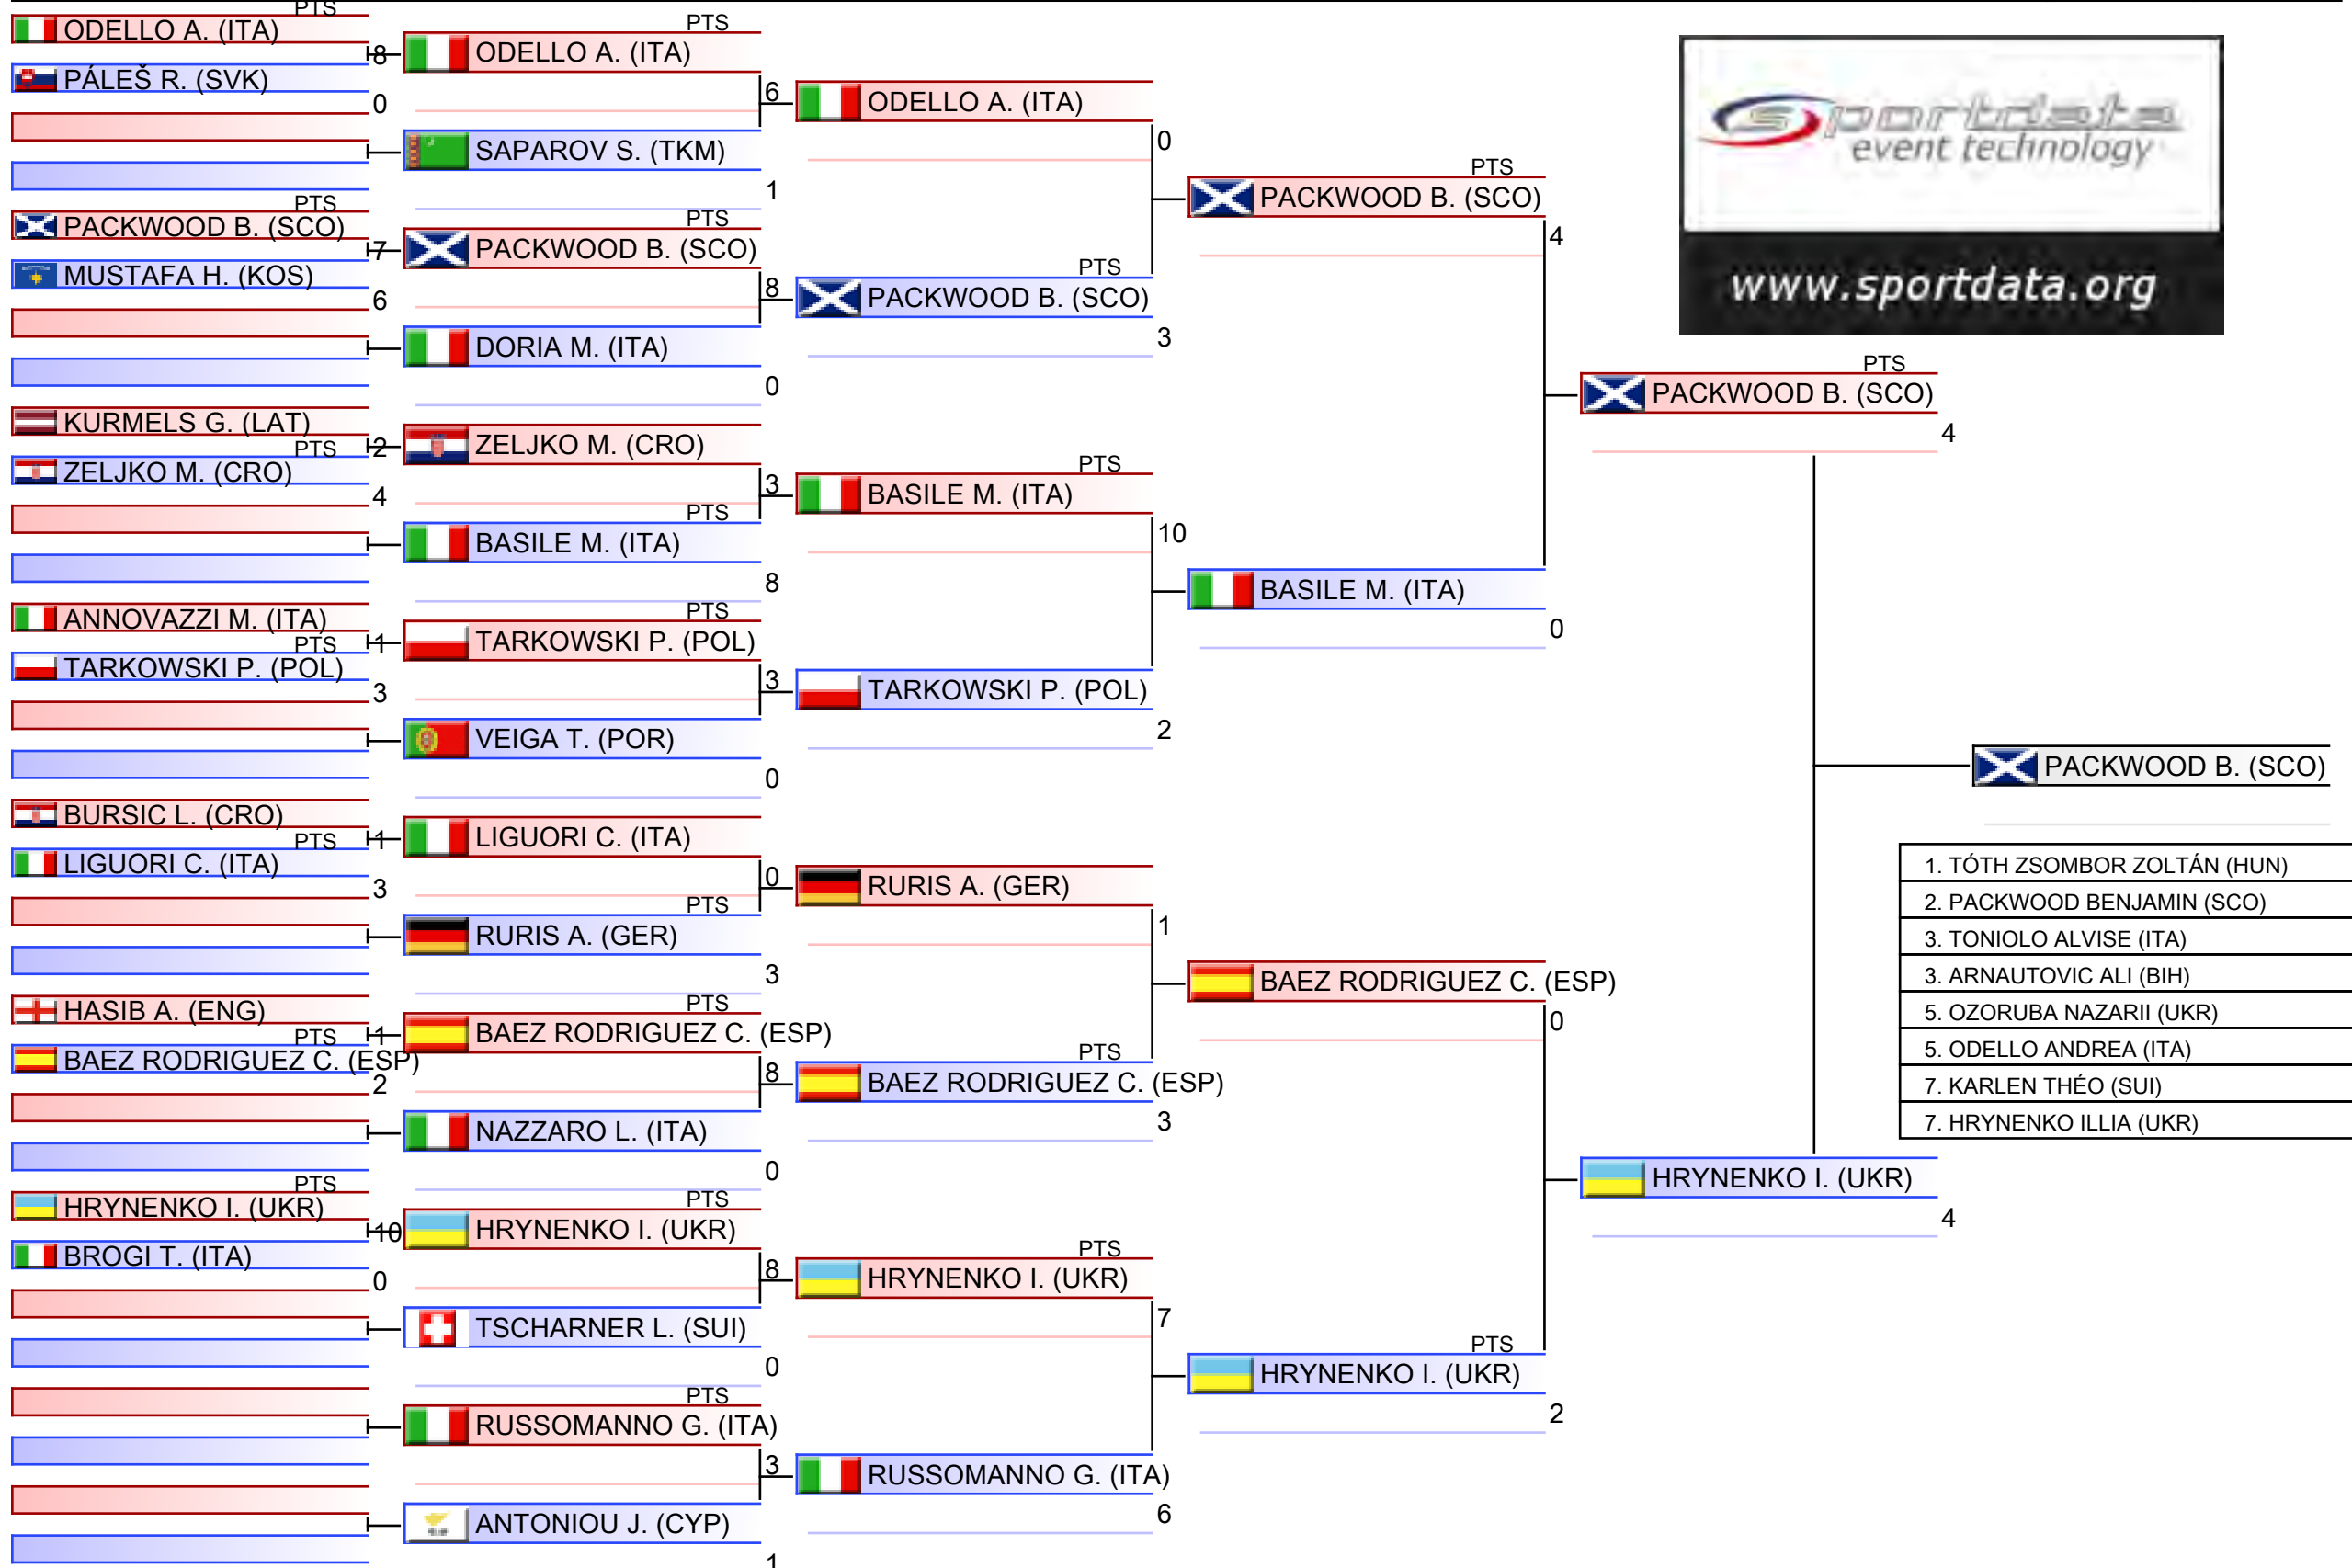 PTS
ODELLO A. (ITA)
8
PÁLEŠ R. (SVK)
0
PTS
PACKWOOD B. (SCO)
7
MUSTAFA H. (KOS)
6
KURMELS G. (LAT)
2
PTS
ZELJKO M. (CRO)
4
ANNOVAZZI M. (ITA)
1
PTS
TARKOWSKI P. (POL)
3
BURSIC L. (CRO)
1
PTS
LIGUORI C. (ITA)
3
HASIB A. (ENG)
1
PTS
BAEZ RODRIGUEZ C. (ESP)
2
PTS
HRYNENKO I. (UKR)
10
BROGI T. (ITA)
0
PTS
ODELLO A. (ITA)
6
SAPAROV S. (TKM)
1
PTS
PACKWOOD B. (SCO)
8
DORIA M. (ITA)
0
ZELJKO M. (CRO)
3
PTS
BASILE M. (ITA)
8
PTS
TARKOWSKI P. (POL)
3
VEIGA T. (POR)
0
LIGUORI C. (ITA)
0
PTS
RURIS A. (GER)
3
PTS
BAEZ RODRIGUEZ C. (ESP)
8
NAZZARO L. (ITA)
0
PTS
HRYNENKO I. (UKR)
8
TSCHARNER L. (SUI)
0
PTS
RUSSOMANNO G. (ITA)
3
ANTONIOU J. (CYP)
1
ODELLO A. (ITA)
0
PTS
PACKWOOD B. (SCO)
3
PTS
BASILE M. (ITA)
10
TARKOWSKI P. (POL)
2
RURIS A. (GER)
1
PTS
BAEZ RODRIGUEZ C. (ESP)
3
PTS
HRYNENKO I. (UKR)
7
RUSSOMANNO G. (ITA)
6
PTS
PACKWOOD B. (SCO)
4
BASILE M. (ITA)
0
BAEZ RODRIGUEZ C. (ESP)
0
PTS
HRYNENKO I. (UKR)
2
sportdata
event technology
www.sportdata.org
PTS
PACKWOOD B. (SCO)
4
HRYNENKO I. (UKR)
4
PACKWOOD B. (SCO)
1. TÓTH ZSOMBOR ZOLTÁN (HUN)
2. PACKWOOD BENJAMIN (SCO)
3. TONIOLO ALVISE (ITA)
3. ARNAUTOVIC ALI (BIH)
5. OZORUBA NAZARII (UKR)
5. ODELLO ANDREA (ITA)
7. KARLEN THÉO (SUI)
7. HRYNENKO ILLIA (UKR)